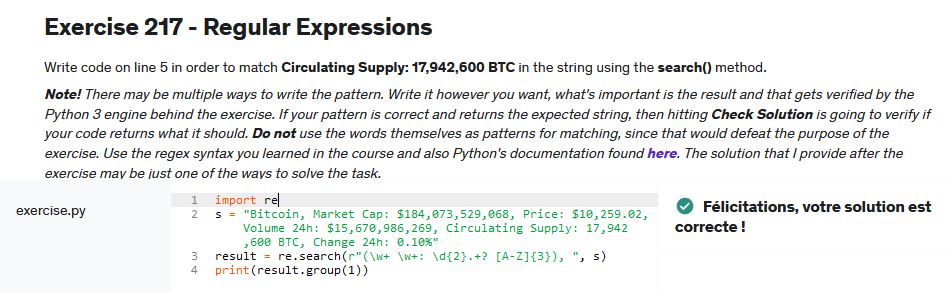 Exercise 217 - Regular Expressions
Write code on line 5 in order to match Circulating Supply: 17,942,600 BTC in the string using the search() method.
Note! There may be multiple ways to write the pattern. Write it however you want, what's important is the result and that gets verified by the
Python 3 engine behind the exercise. If your pattern is correct and returns the expected string, then hitting Check Solution is going to verify if
your code returns what it should. Do not use the words themselves as patterns for matching, since that would defeat the purpose of the
exercise. Use the regex syntax you learned in the course and also Python's documentation found here. The solution that I provide after the
exercise may be just one of the ways to solve the task.
exercise.py
1 import re
2 s = "Bitcoin, Market Cap: $184,073,529,068, Price: $10,259.02,
Volume 24h: $15,670,986,269, Circulating Supply: 17,942
,600 BTC, Change 24h: 0.10%"
3 result = re.search(r"(\w+ \w+: \d{2}.+? [A-Z]{3}), ", s)
4 print(result.group(1))
Félicitations, votre solution est
correcte !